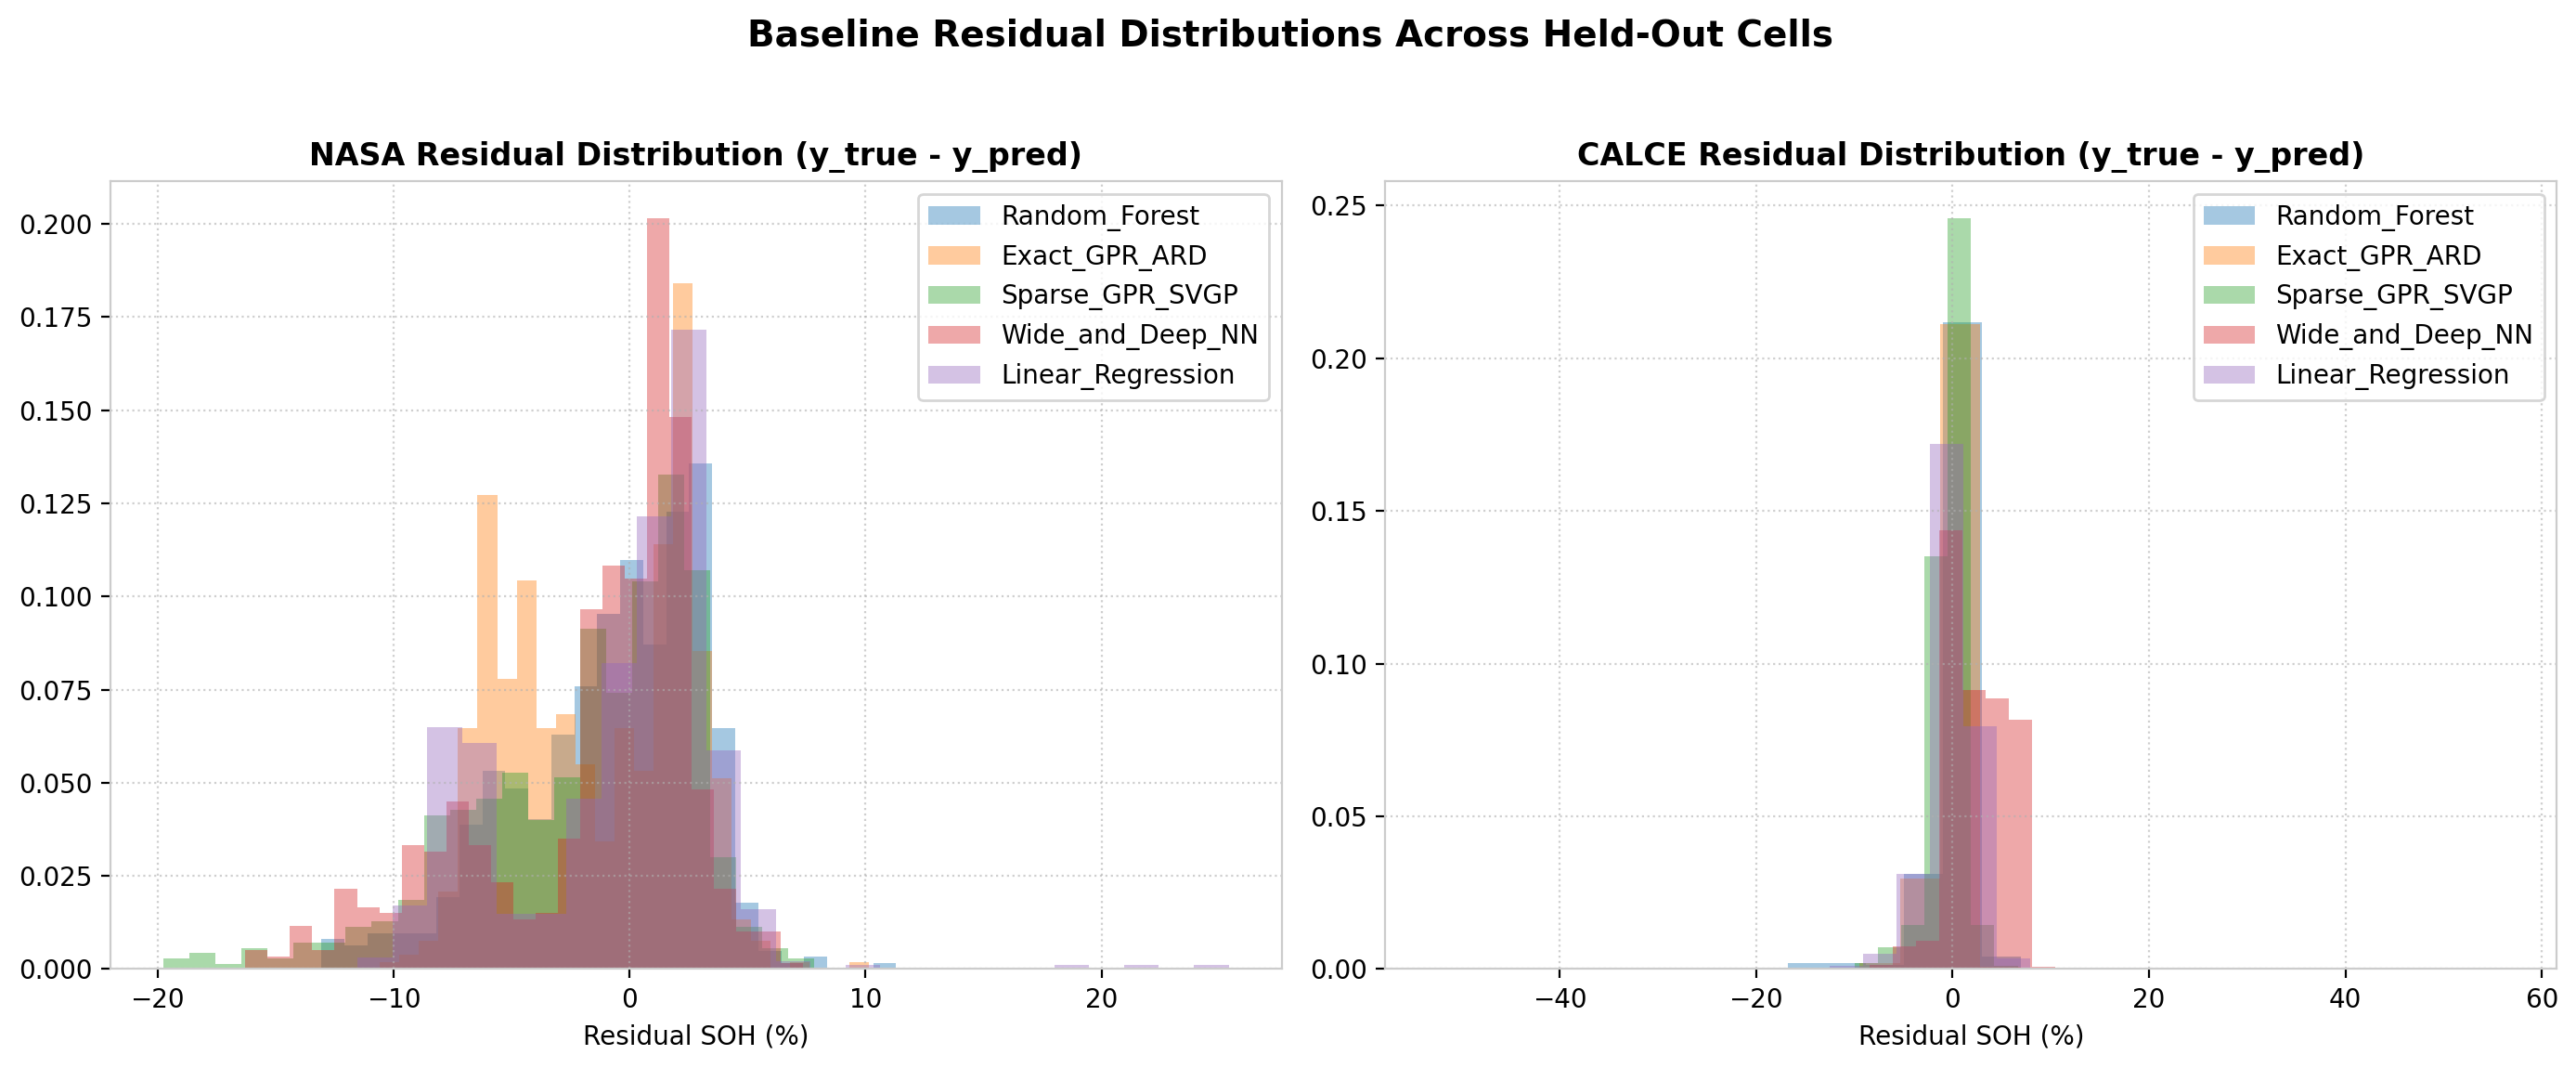 Baseline Residual Distributions Across Held-Out Cells
NASA Residual Distribution (y_true - y_pred)
0.200
0.175
0.150
0.125
0.100
0.075
0.050
0.025
0.000
−20
−10
0
10
20
Residual SOH (%)
Random_Forest
Exact_GPR_ARD
Sparse_GPR_SVGP
Wide_and_Deep_NN
Linear_Regression
CALCE Residual Distribution (y_true - y_pred)
0.25
0.20
0.15
0.10
0.05
0.00
−40
−20
0
20
40
60
Residual SOH (%)
Random_Forest
Exact_GPR_ARD
Sparse_GPR_SVGP
Wide_and_Deep_NN
Linear_Regression